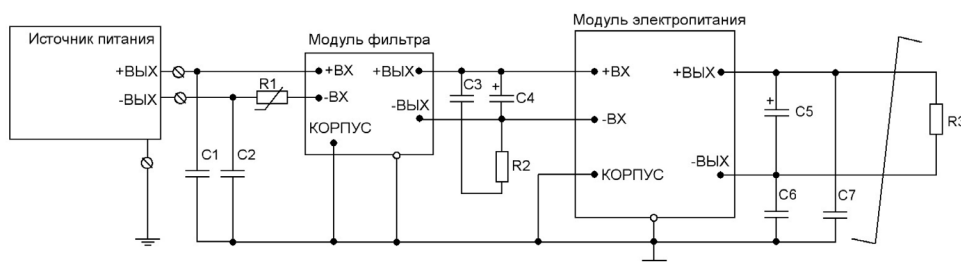 Источник питания
+ВЫХ
-ВЫХ
C1
C2
R1
Модуль фильтра
+ВХ
-ВХ
КОРПУС
+ВЫХ
-ВЫХ
C3
+
C4
R2
Модуль электропитания
+ВХ
-ВХ
КОРПУС
+ВЫХ
-ВЫХ
+
C5
C6
C7
R3